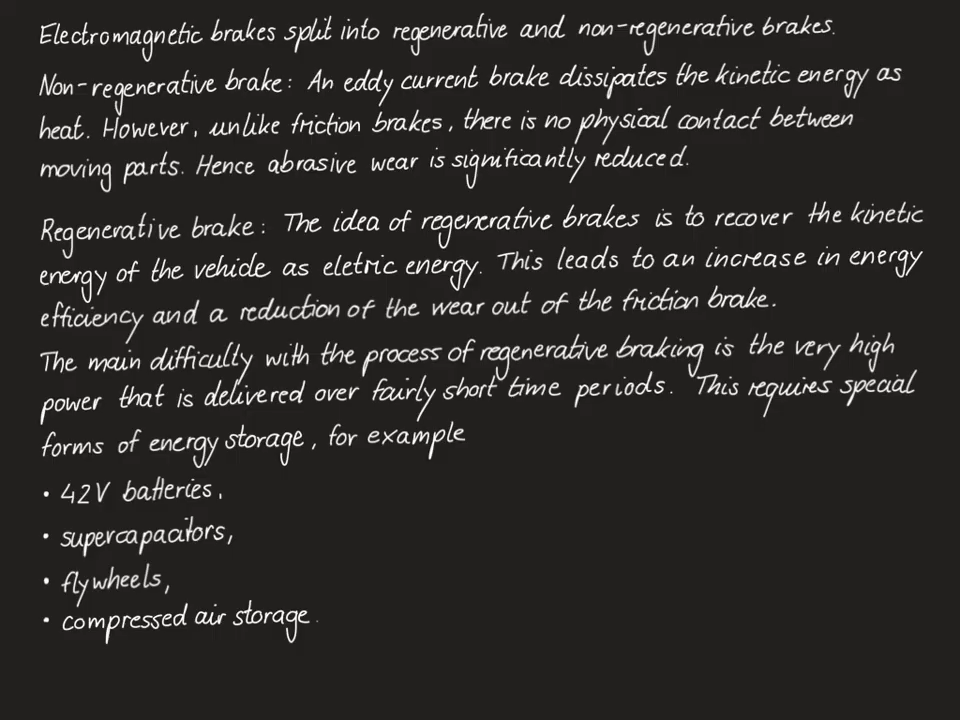 Electromagnetic brakes split into regenerative and non-regenerative brakes.
Non-regenerative brake: An eddy current brake dissipates the kinetic energy as
heat. However, unlike friction brakes, there is no physical contact between
moving parts. Hence abrasive wear is significantly reduced.
Regenerative brake: The idea of regenerative brakes is to recover the kinetic
energy of the vehicle as eletric energy. This leads to an increase in energy
efficiency and a reduction of the wear out of the friction brake.
The main difficulty with the process of regenerative braking is the very high
power that is delivered over fairly short time periods. This requires special
forms of energy storage, for example
• 42V batteries,
• supercapacitors,
• flywheels,
• compressed air storage.